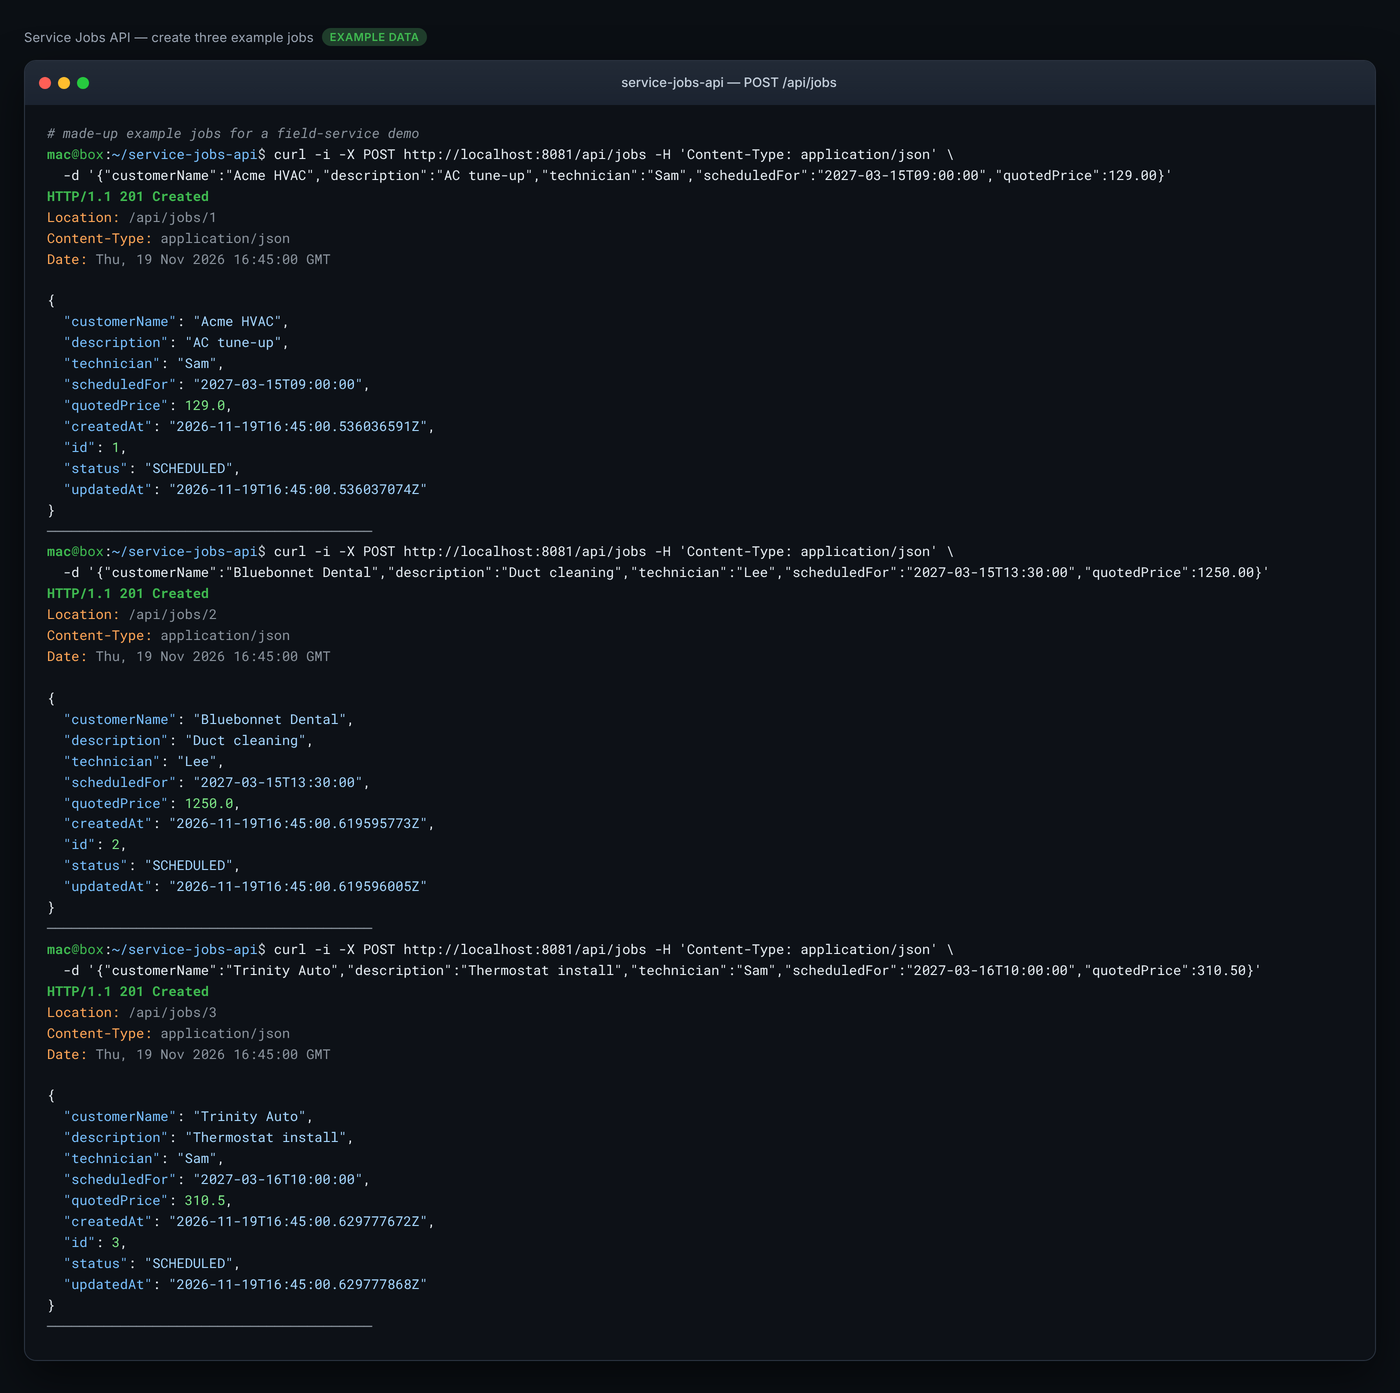 Service Jobs API — create three example jobs EXAMPLE DATA
service-jobs-api — POST /api/jobs
# made-up example jobs for a field-service demo
mac@box:~/service-jobs-api$ curl -i -X POST http://localhost:8081/api/jobs -H 'Content-Type: application/json' \
  -d '{"customerName":"Acme HVAC","description":"AC tune-up","technician":"Sam","scheduledFor":"2027-03-15T09:00:00","quotedPrice":129.00}'
HTTP/1.1 201 Created
Location: /api/jobs/1
Content-Type: application/json
Date: Thu, 19 Nov 2026 16:45:00 GMT

{
  "customerName": "Acme HVAC",
  "description": "AC tune-up",
  "technician": "Sam",
  "scheduledFor": "2027-03-15T09:00:00",
  "quotedPrice": 129.0,
  "createdAt": "2026-11-19T16:45:00.536036591Z",
  "id": 1,
  "status": "SCHEDULED",
  "updatedAt": "2026-11-19T16:45:00.536037074Z"
}
mac@box:~/service-jobs-api$ curl -i -X POST http://localhost:8081/api/jobs -H 'Content-Type: application/json' \
  -d '{"customerName":"Bluebonnet Dental","description":"Duct cleaning","technician":"Lee","scheduledFor":"2027-03-15T13:30:00","quotedPrice":1250.00}'
HTTP/1.1 201 Created
Location: /api/jobs/2
Content-Type: application/json
Date: Thu, 19 Nov 2026 16:45:00 GMT

{
  "customerName": "Bluebonnet Dental",
  "description": "Duct cleaning",
  "technician": "Lee",
  "scheduledFor": "2027-03-15T13:30:00",
  "quotedPrice": 1250.0,
  "createdAt": "2026-11-19T16:45:00.619595773Z",
  "id": 2,
  "status": "SCHEDULED",
  "updatedAt": "2026-11-19T16:45:00.619596005Z"
}
mac@box:~/service-jobs-api$ curl -i -X POST http://localhost:8081/api/jobs -H 'Content-Type: application/json' \
  -d '{"customerName":"Trinity Auto","description":"Thermostat install","technician":"Sam","scheduledFor":"2027-03-16T10:00:00","quotedPrice":310.50}'
HTTP/1.1 201 Created
Location: /api/jobs/3
Content-Type: application/json
Date: Thu, 19 Nov 2026 16:45:00 GMT

{
  "customerName": "Trinity Auto",
  "description": "Thermostat install",
  "technician": "Sam",
  "scheduledFor": "2027-03-16T10:00:00",
  "quotedPrice": 310.5,
  "createdAt": "2026-11-19T16:45:00.629777672Z",
  "id": 3,
  "status": "SCHEDULED",
  "updatedAt": "2026-11-19T16:45:00.629777868Z"
}